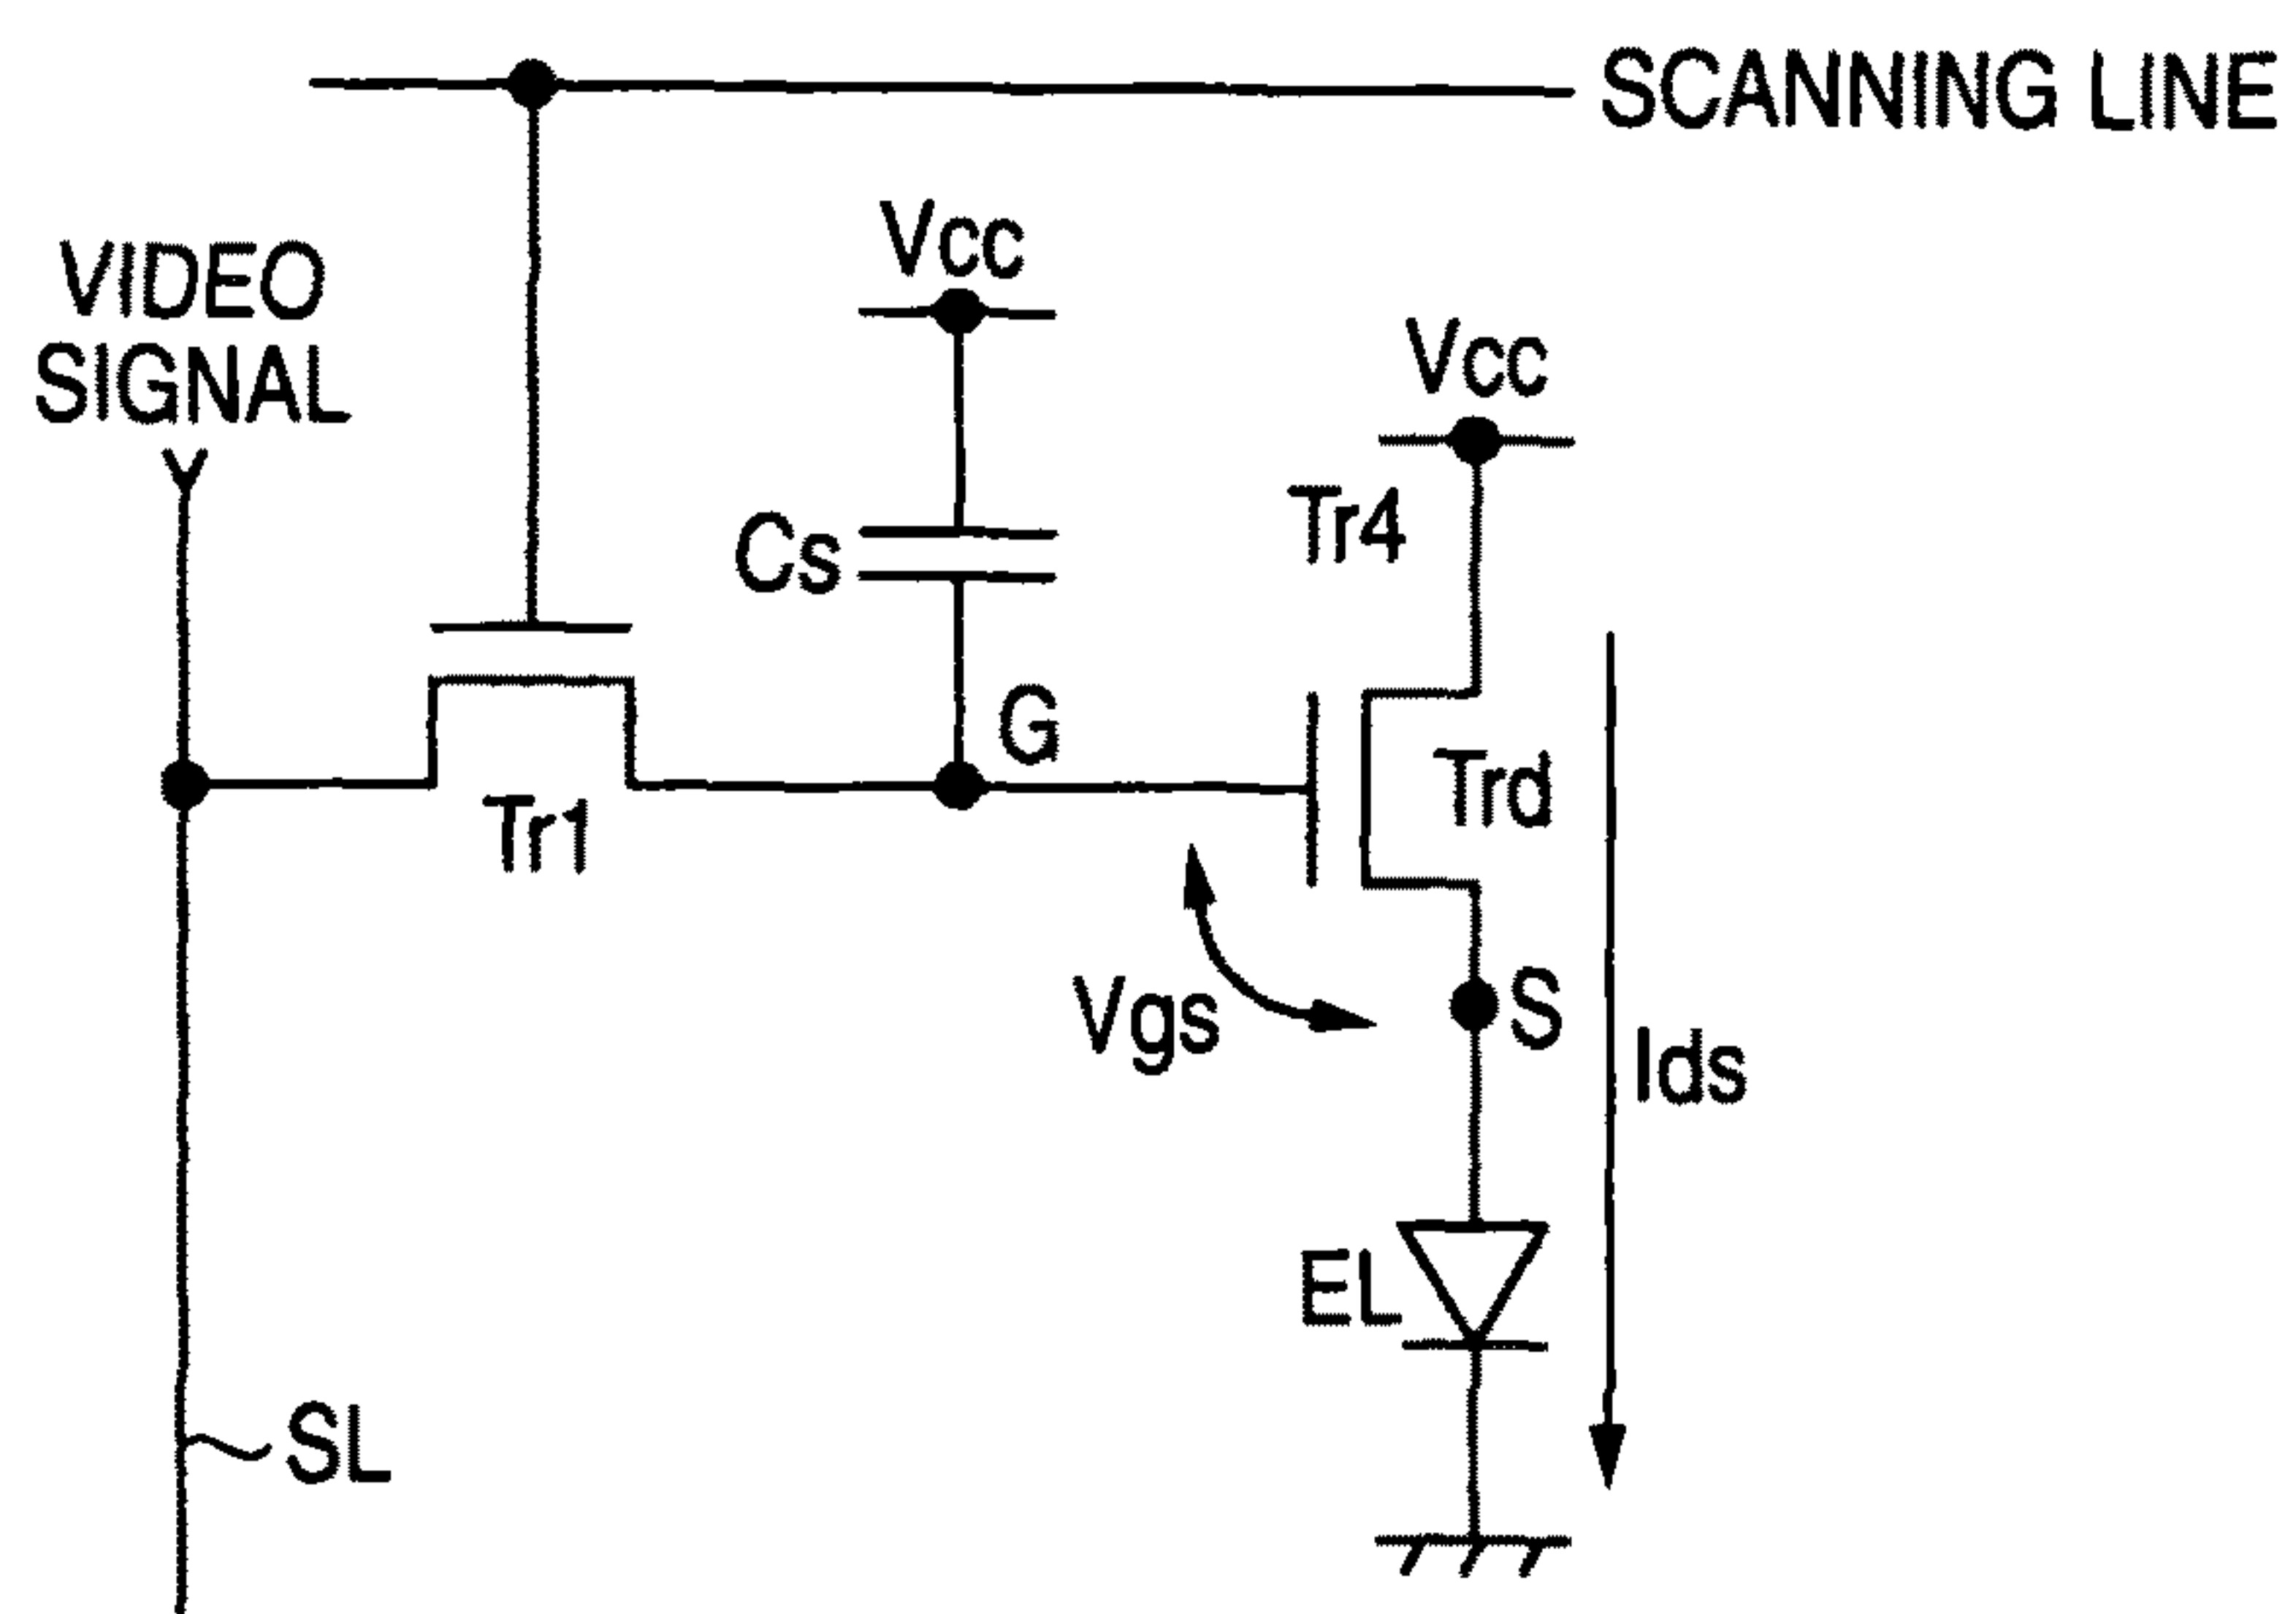 SCANNING LINE
VIDEO
SIGNAL
Vcc
Vcc
Cs
Tr4
G
Tr1
Trd
Vgs
S
Ids
EL
SL